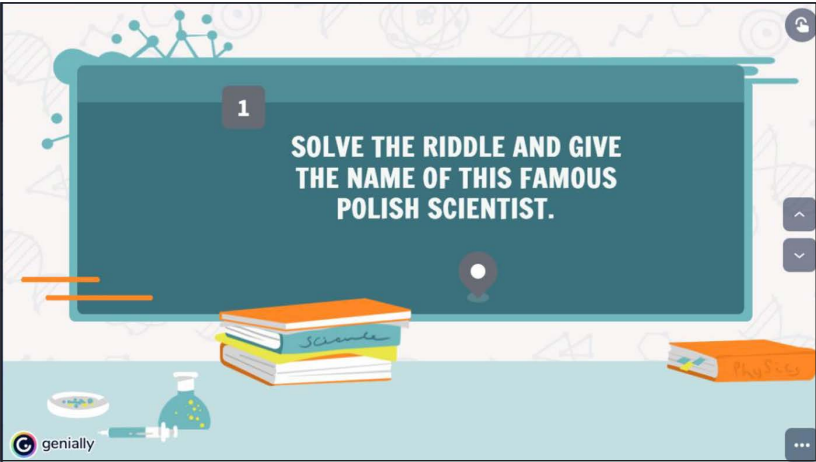 1
SOLVE THE RIDDLE AND GIVE
THE NAME OF THIS FAMOUS
POLISH SCIENTIST.
Science
Physics
genially